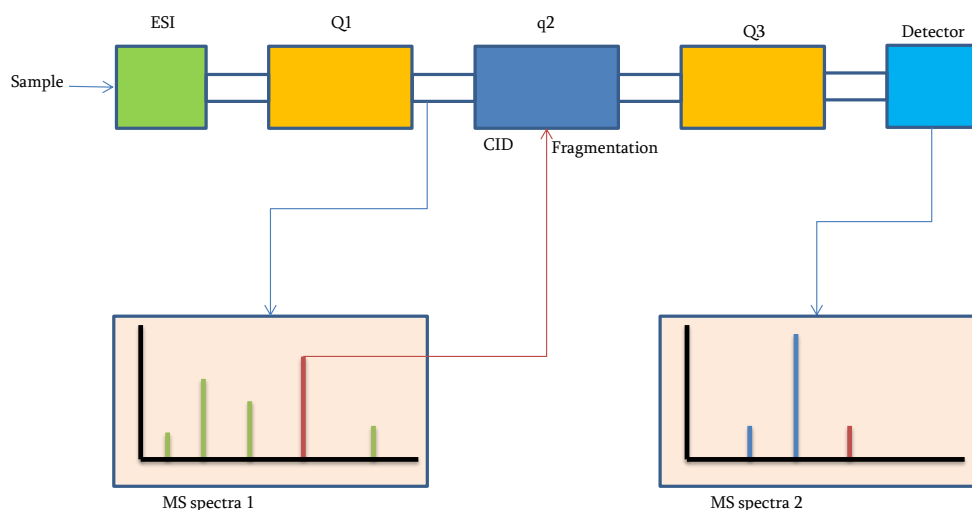 ESI
Q1
q2
Q3
Detector
Sample
CID
Fragmentation
MS spectra 1
MS spectra 2